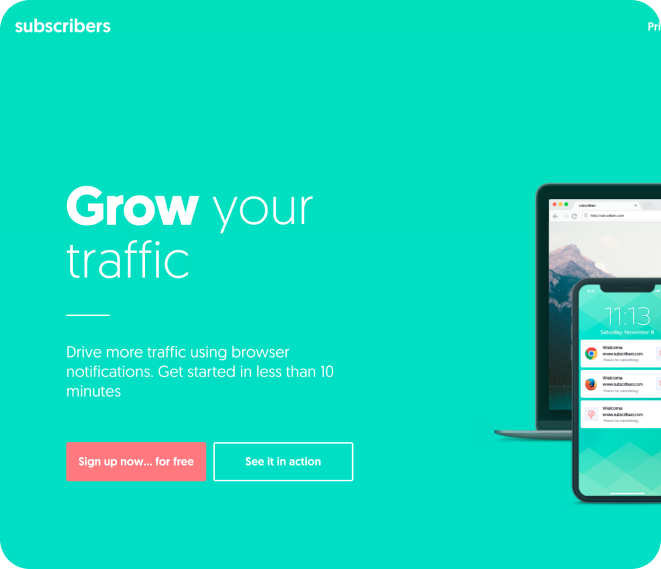 subscribers
Grow your
traffic
Drive more traffic using browser
notifications. Get started in less than 10
minutes
Sign up now... for free
See it in action
subscribers
http://subscribers.com
11:13
Saturday, November 8
Welcome
www.subscribers.com
Thanks for subscribing!
Welcome
www.subscribers.com
Thanks for subscribing!
Welcome
www.subscribers.com
Thanks for subscribing!